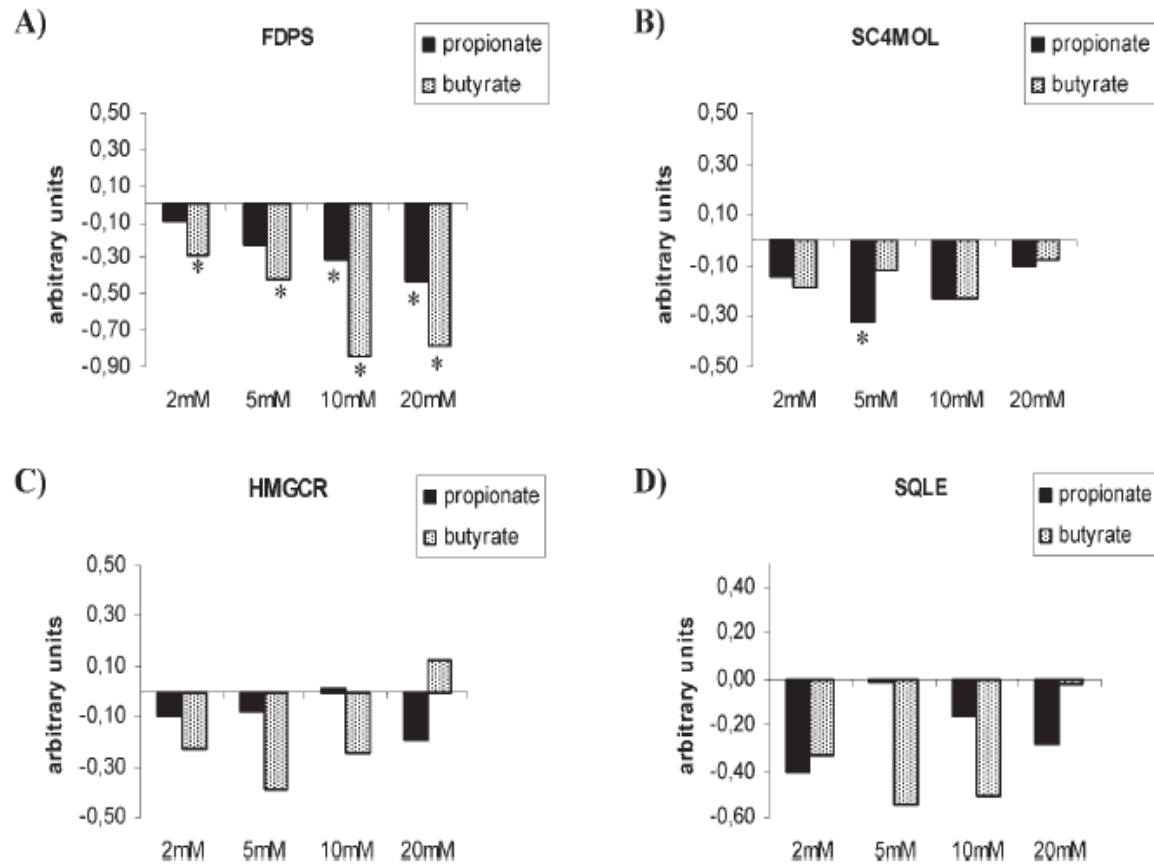 A)
FDPS
propionate
butyrate
0,50
0,30
0,10
-0,10
-0,30
-0,50
-0,70
-0,90
arbitrary units
* * * * * *
2mM 5mM 10mM 20mM
B)
SC4MOL
propionate
butyrate
0,50
0,30
0,10
-0,10
-0,30
-0,50
arbitrary units
*
2mM 5mM 10mM 20mM
C)
HMGCR
propionate
butyrate
0,50
0,30
0,10
-0,10
-0,30
-0,50
arbitrary units
2mM 5mM 10mM 20mM
D)
SQLE
propionate
butyrate
0,40
0,20
0,00
-0,20
-0,40
-0,60
arbitrary units
2mM 5mM 10mM 20mM